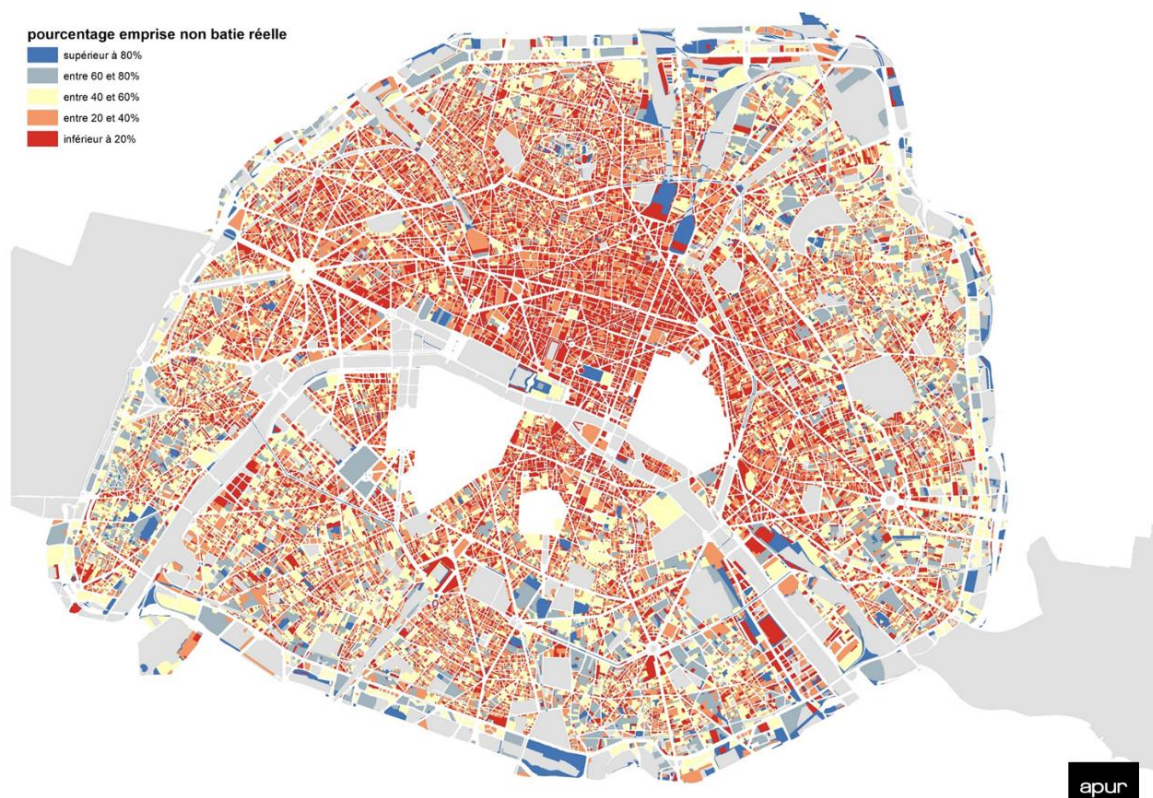 pourcentage emprise non batie réelle
supérieur à 80%
entre 60 et 80%
entre 40 et 60%
entre 20 et 40%
inférieur à 20%
apur